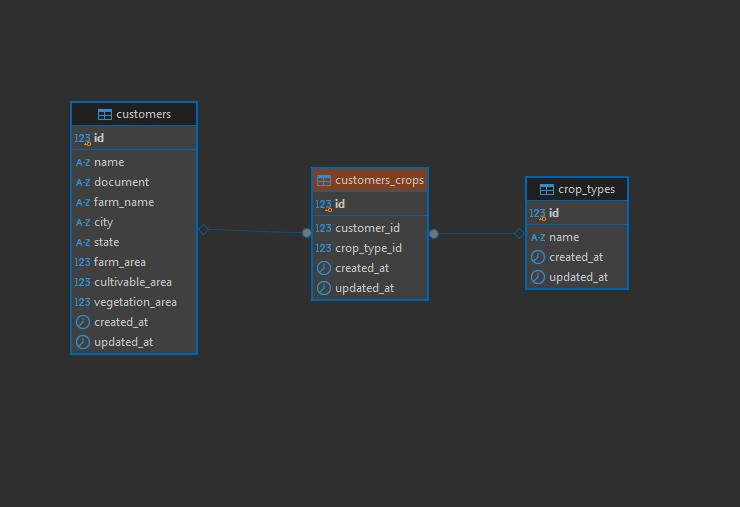 customers
123 id
A-Z name
A-Z document
A-Z farm_name
A-Z city
A-Z state
123 farm_area
123 cultivable_area
123 vegetation_area
created_at
updated_at
customers_crops
123 id
123 customer_id
123 crop_type_id
created_at
updated_at
crop_types
123 id
A-Z name
created_at
updated_at